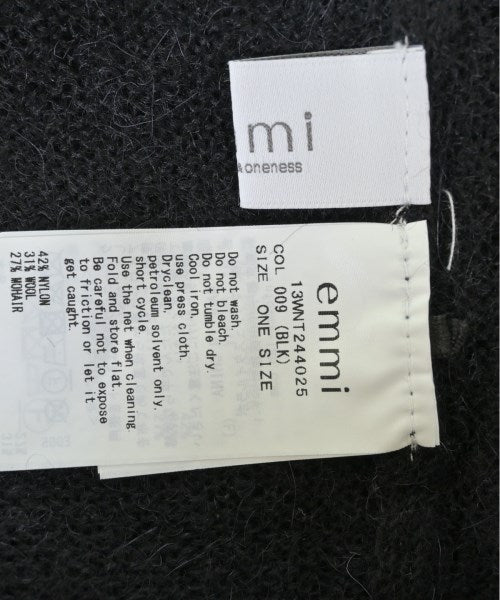 mi
oneness
emmi
13WNT244025
COL 009 (BLK)
SIZE ONE SIZE
Do not wash.
Do not bleach.
Do not tumble dry.
Cool iron.
use press cloth
Dryclean.
petroleum solvent only.
short cycle.
Use the net when cleaning
Fold and store flat.
Be careful not to expose
to friction or let it
get caught.
42% NYLON
31% WOOL
27% MOHAIR